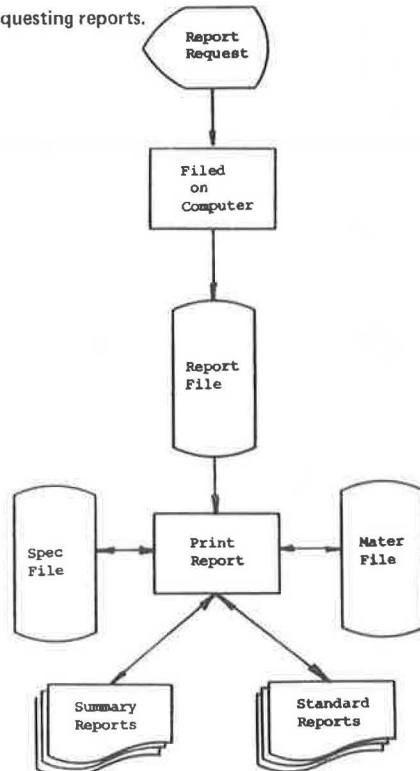 questing reports.
Report
Request
Filed
on
Computer
Report
File
Spec
File
Print
Report
Mater
File
Summary
Reports
Standard
Reports